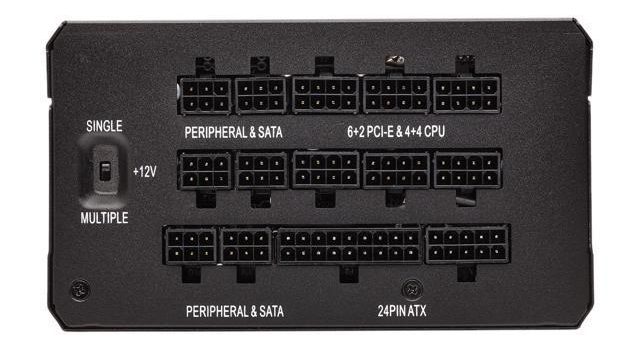 SINGLE
+12V
MULTIPLE
PERIPHERAL & SATA
6+2 PCI-E & 4+4 CPU
PERIPHERAL & SATA
24PIN ATX